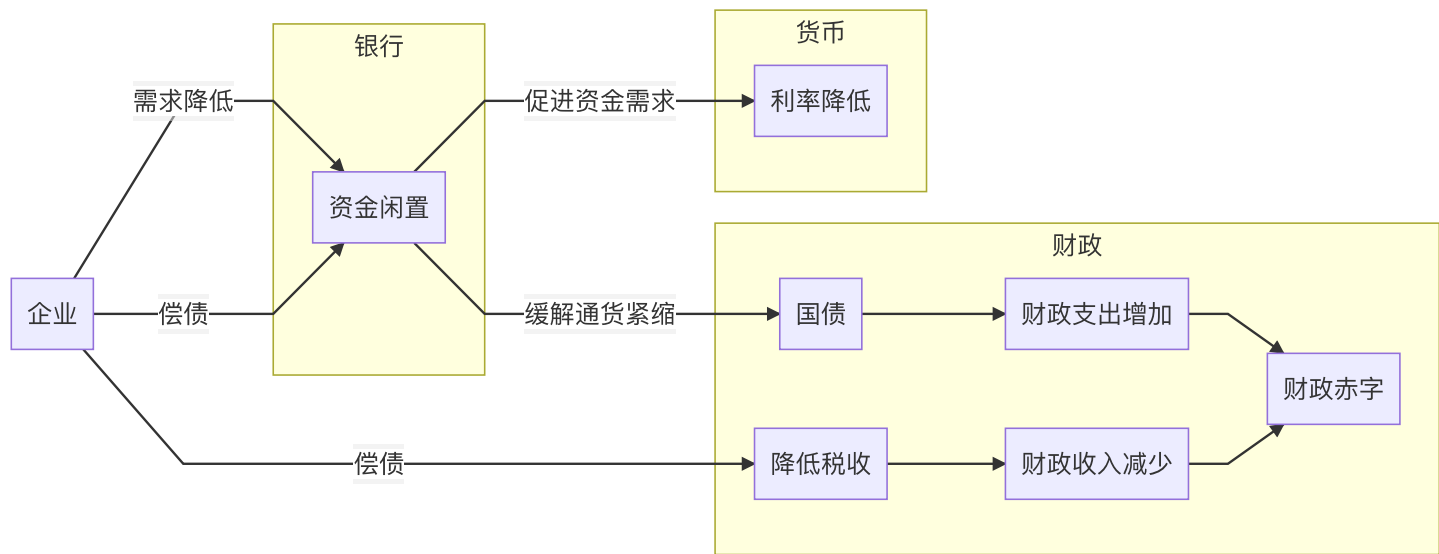 银行
货币
需求降低
促进资金需求
利率降低
资金闲置
财政
企业
偿债
缓解通货紧缩
国债
财政支出增加
财政赤字
偿债
降低税收
财政收入减少